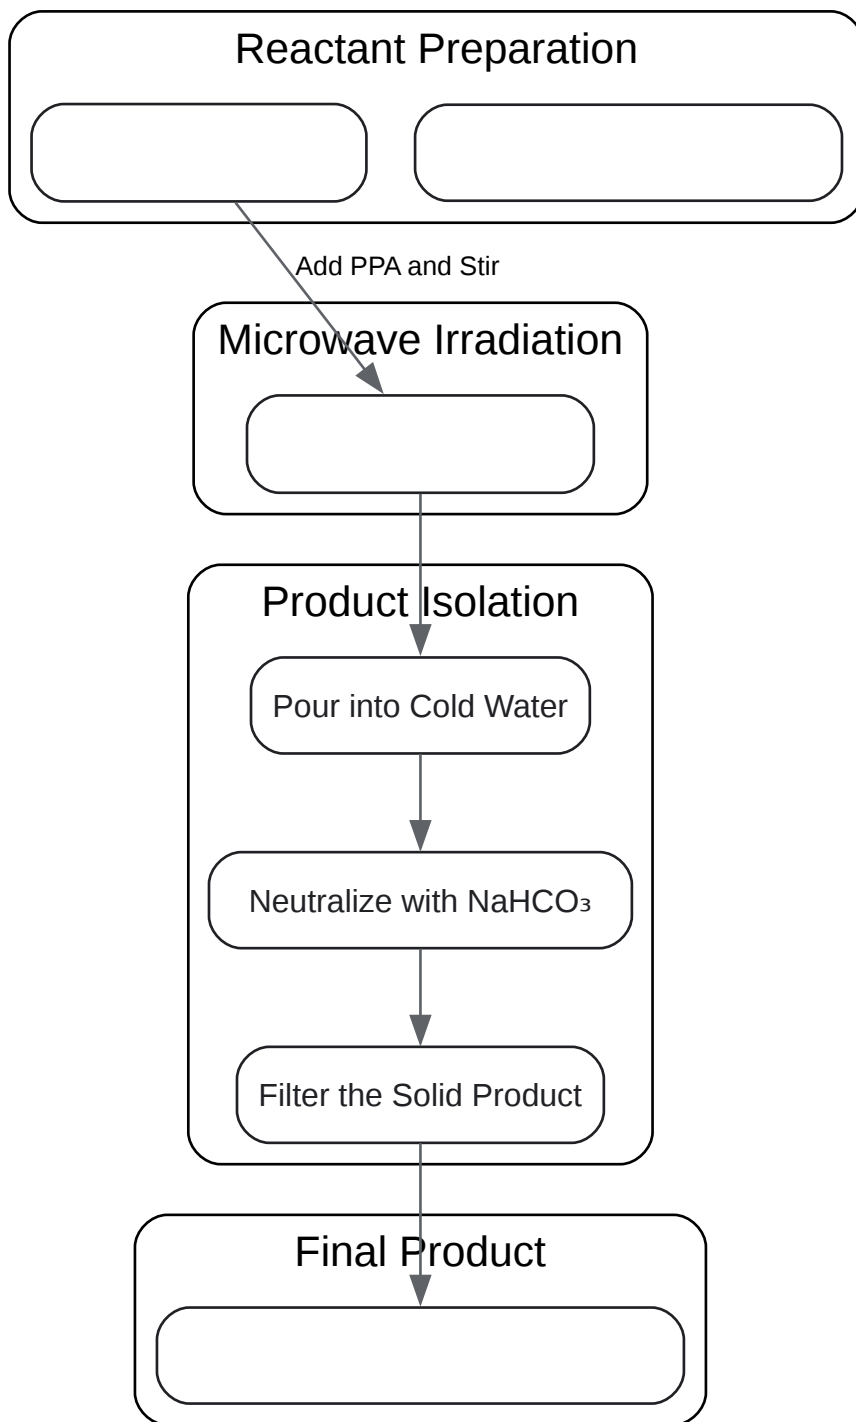 Reactant Preparation
Add PPA and Stir
Microwave Irradiation
Product Isolation
Pour into Cold Water
Neutralize with NaHCO₃
Filter the Solid Product
Final Product